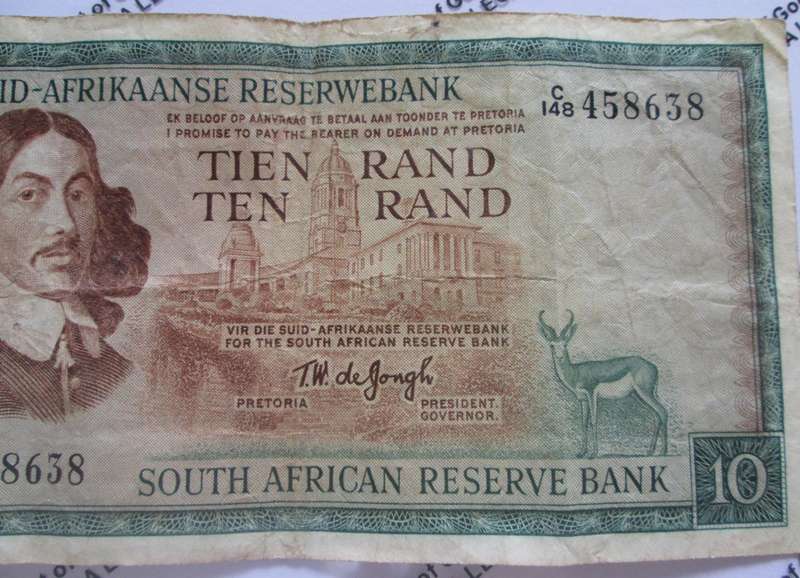 ID-AFRIKAANSE RESERWEBANK
C/148 458638
EK BELOOF OP AANVRAAG TE BETAAL AAN TOONDER TE PRETORIA
I PROMISE TO PAY THE BEARER ON DEMAND AT PRETORIA
TIEN RAND
TEN RAND
VIR DIE SUID-AFRIKAANSE RESERWEBANK
FOR THE SOUTH AFRICAN RESERVE BANK
T.W. de Jongh
PRETORIA PRESIDENT.
GOVERNOR.
8638
SOUTH AFRICAN RESERVE BANK
10